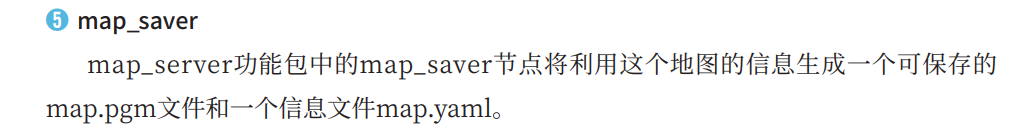 ❺ map_saver
map_server功能包中的map_saver节点将利用这个地图的信息生成一个可保存的
map.pgm文件和一个信息文件map.yaml。